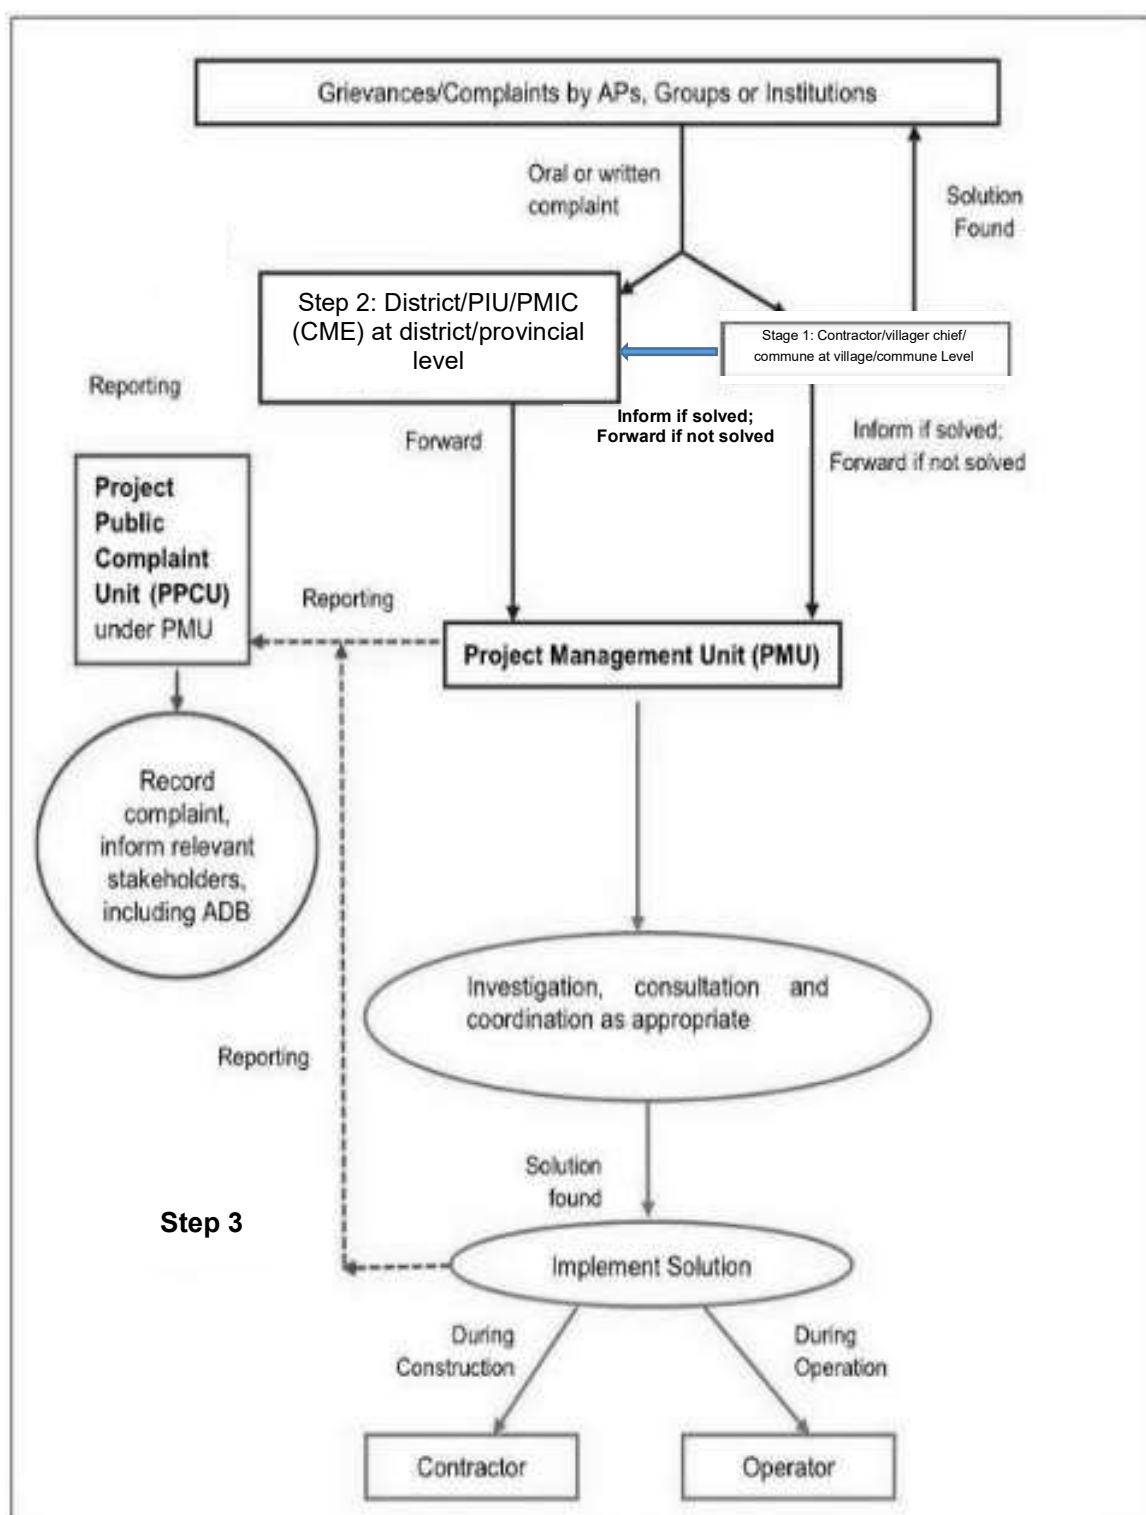 Grievances/Complaints by APs, Groups or Institutions
Oral or written
complaint
Solution
Found
Step 2: District/PIU/PMIC
(CME) at district/provincial
level
Stage 1: Contractor/villager chief/
commune at village/commune Level
Reporting
Forward
Inform if solved;
Forward if not solved
Inform if solved;
Forward if not solved
Project
Public
Complaint
Unit (PPCU)
under PMU
Reporting
Project Management Unit (PMU)
Record
complaint,
inform relevant
stakeholders,
including ADB
Investigation, consultation and
coordination as appropriate
Reporting
Solution
found
Step 3
Implement Solution
During
Construction
During
Operation
Contractor
Operator